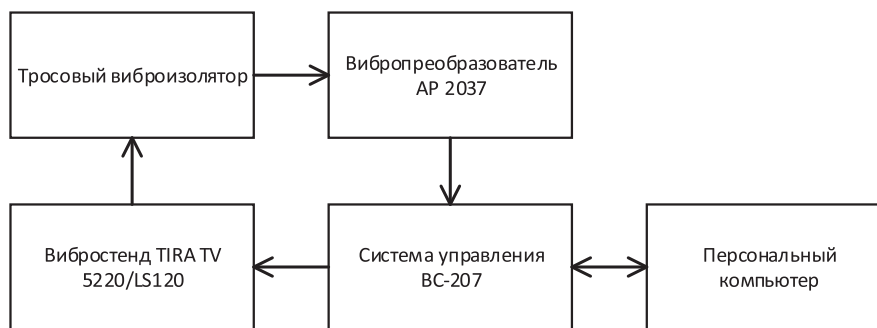 Тросовый виброизолятор
Вибропреобразователь
АР 2037
Вибростенд TIRA TV
5220/LS120
Система управления
ВС-207
Персональный
компьютер